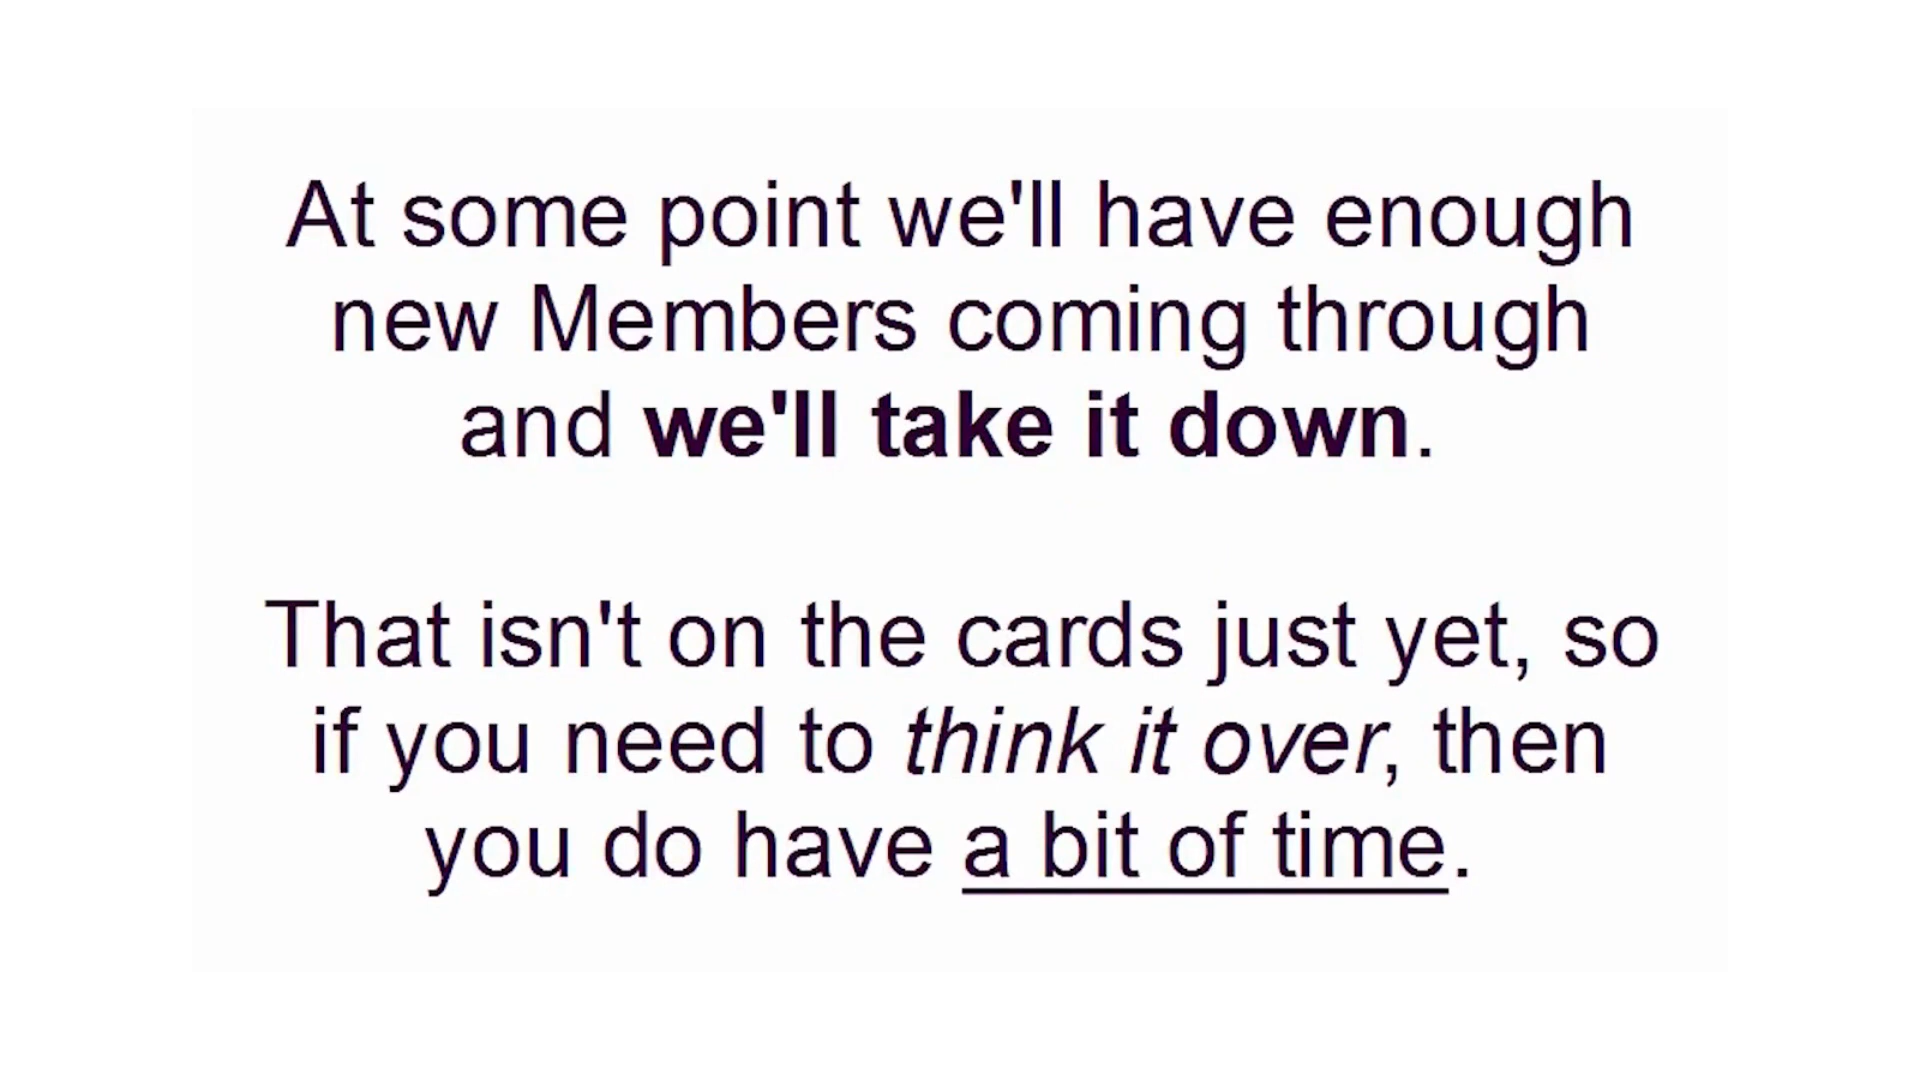 At some point we'll have enough
new Members coming through
and we'll take it down.
That isn't on the cards just yet, so
if you need to think it over, then
you do have a bit of time.